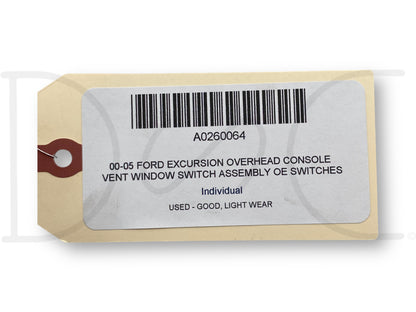 A0260064
00-05 FORD EXCURSION OVERHEAD CONSOLE
VENT WINDOW SWITCH ASSEMBLY OE SWITCHES
Individual
USED - GOOD, LIGHT WEAR